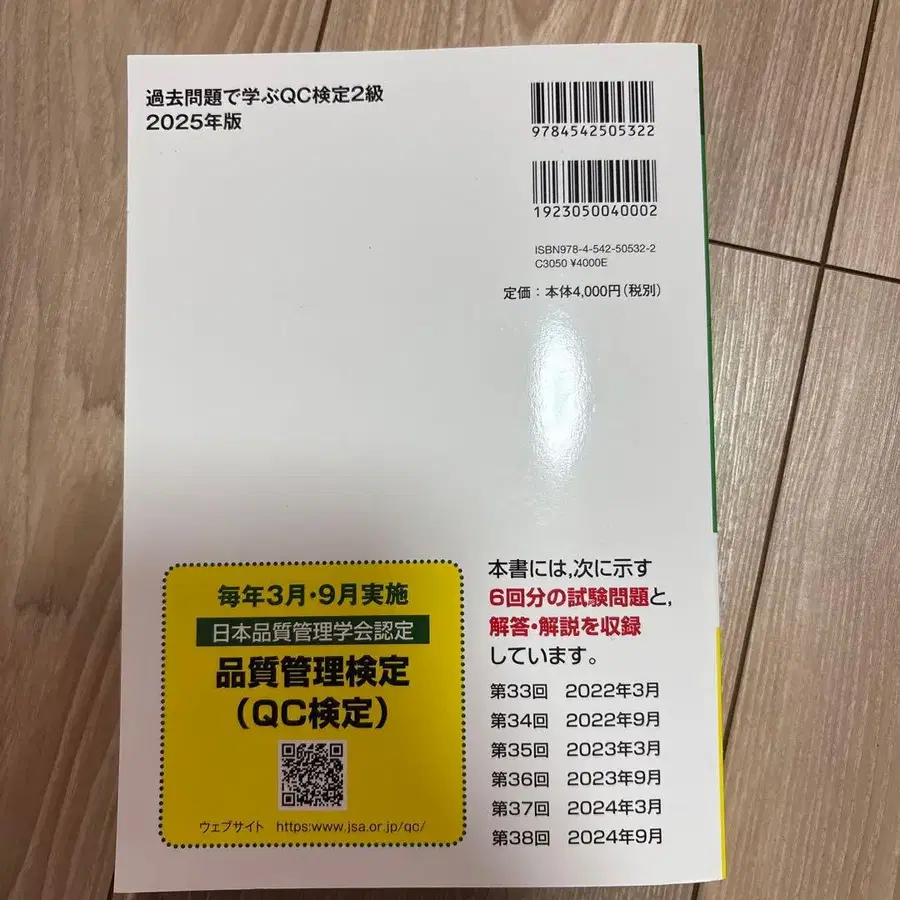 過去問題で学ぶQC検定2級
2025年版
9784542505322
1923050040002
ISBN978-4-542-50532-2
C3050 ¥4000E
定価：本体4,000円（税別）
毎年3月・9月実施
日本品質管理学会認定
品質管理検定
（QC検定）
ウェブサイト https:www.jsa.or.jp/qc/
本書には，次に示す
6回分の試験問題と，
解答・解説を収録
しています。
第33回 2022年3月
第34回 2022年9月
第35回 2023年3月
第36回 2023年9月
第37回 2024年3月
第38回 2024年9月